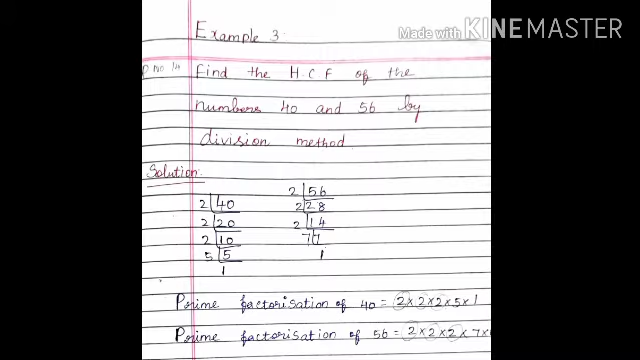 Example 3:
Made with KINEMASTER
P NO 14 Find the H.C.F of the
numbers 40 and 56 by
division method.
Solution
2 40
2 20
2 10
5 5
1
2 56
2 28
2 14
7 7
1
Prime factorisation of 40 = 2×2×2×5×1
Prime factorisation of 56 = 2×2×2×7×